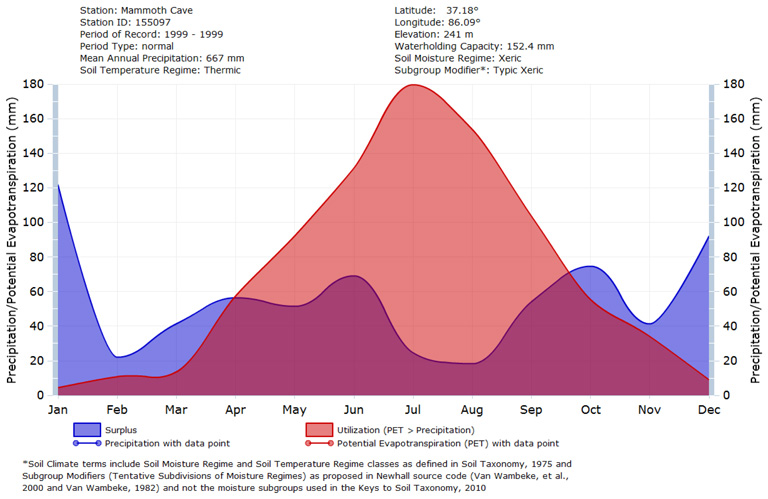 Station: Mammoth Cave
Station ID: 155097
Period of Record: 1999 - 1999
Period Type: normal
Mean Annual Precipitation: 667 mm
Soil Temperature Regime: Thermic
Latitude: 37.18°
Longitude: 86.09°
Elevation: 241 m
Waterholding Capacity: 152.4 mm
Soil Moisture Regime: Xeric
Subgroup Modifier*: Typic Xeric
Precipitation/Potential Evapotranspiration (mm)
180
160
140
120
100
80
60
40
20
0
180
160
140
120
100
80
60
40
20
0
Precipitation/Potential Evapotranspiration (mm)
Jan Feb Mar Apr May Jun Jul Aug Sep Oct Nov Dec
Surplus
Utilization (PET > Precipitation)
Precipitation with data point
Potential Evapotranspiration (PET) with data point
*Soil Climate terms include Soil Moisture Regime and Soil Temperature Regime classes as defined in Soil Taxonomy, 1975 and
Subgroup Modifiers (Tentative Subdivisions of Moisture Regimes) as proposed in Newhall source code (Van Wambeke, et al.,
2000 and Van Wambeke, 1982) and not the moisture subgroups used in the Keys to Soil Taxonomy, 2010